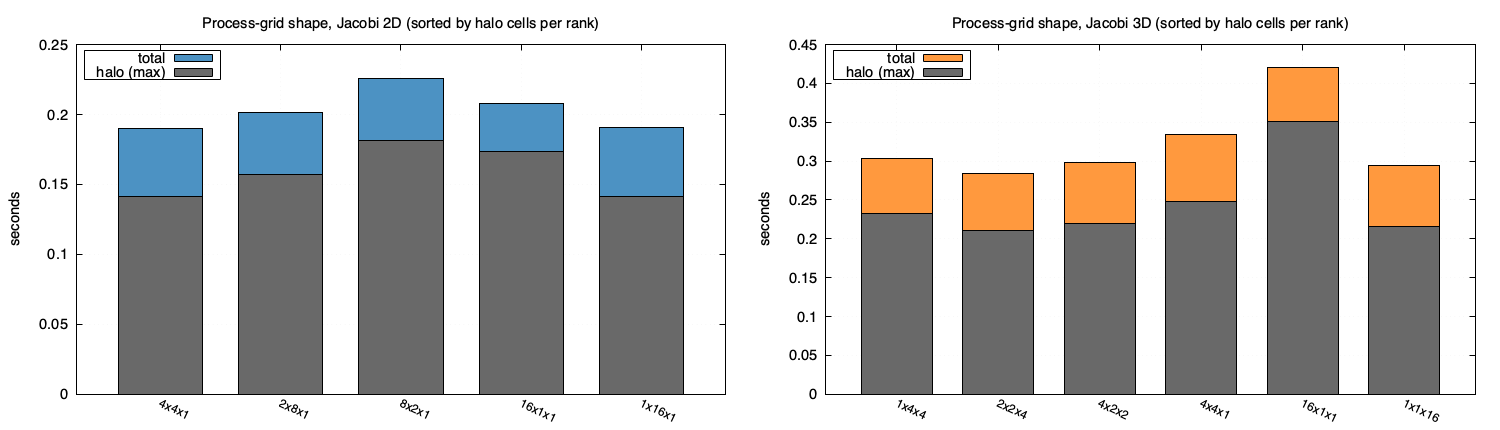 Process-grid shape, Jacobi 2D (sorted by halo cells per rank)
total
halo (max)
seconds
0.25
0.2
0.15
0.1
0.05
0
4x4x1
2x8x1
8x2x1
16x1x1
1x16x1
Process-grid shape, Jacobi 3D (sorted by halo cells per rank)
total
halo (max)
seconds
0.45
0.4
0.35
0.3
0.25
0.2
0.15
0.1
0.05
0
1x4x4
2x2x4
4x2x2
4x4x1
16x1x1
1x1x16